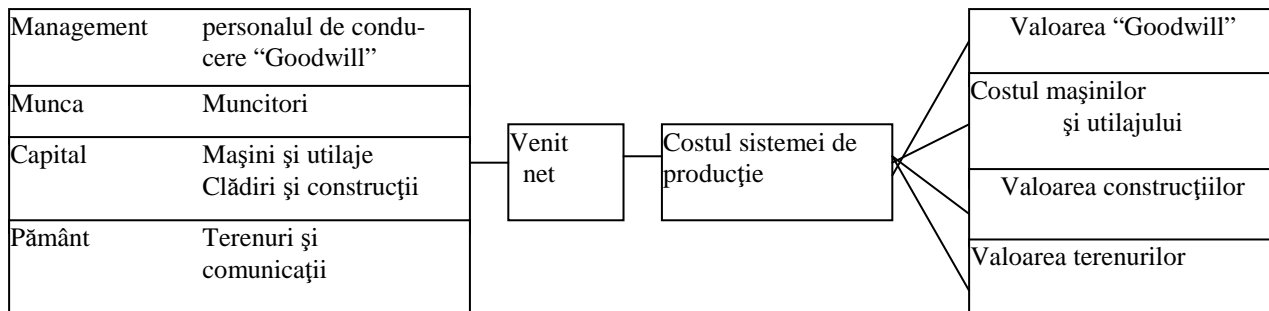 Management personalul de condu-
cere “Goodwill”
Munca Muncitori
Capital Maşini şi utilaje
Clădiri şi construcţii
Pământ Terenuri şi
comunicaţii
Venit
net
Costul sistemei de
producţie
Valoarea “Goodwill”
Costul maşinilor
şi utilajului
Valoarea construcţiilor
Valoarea terenurilor